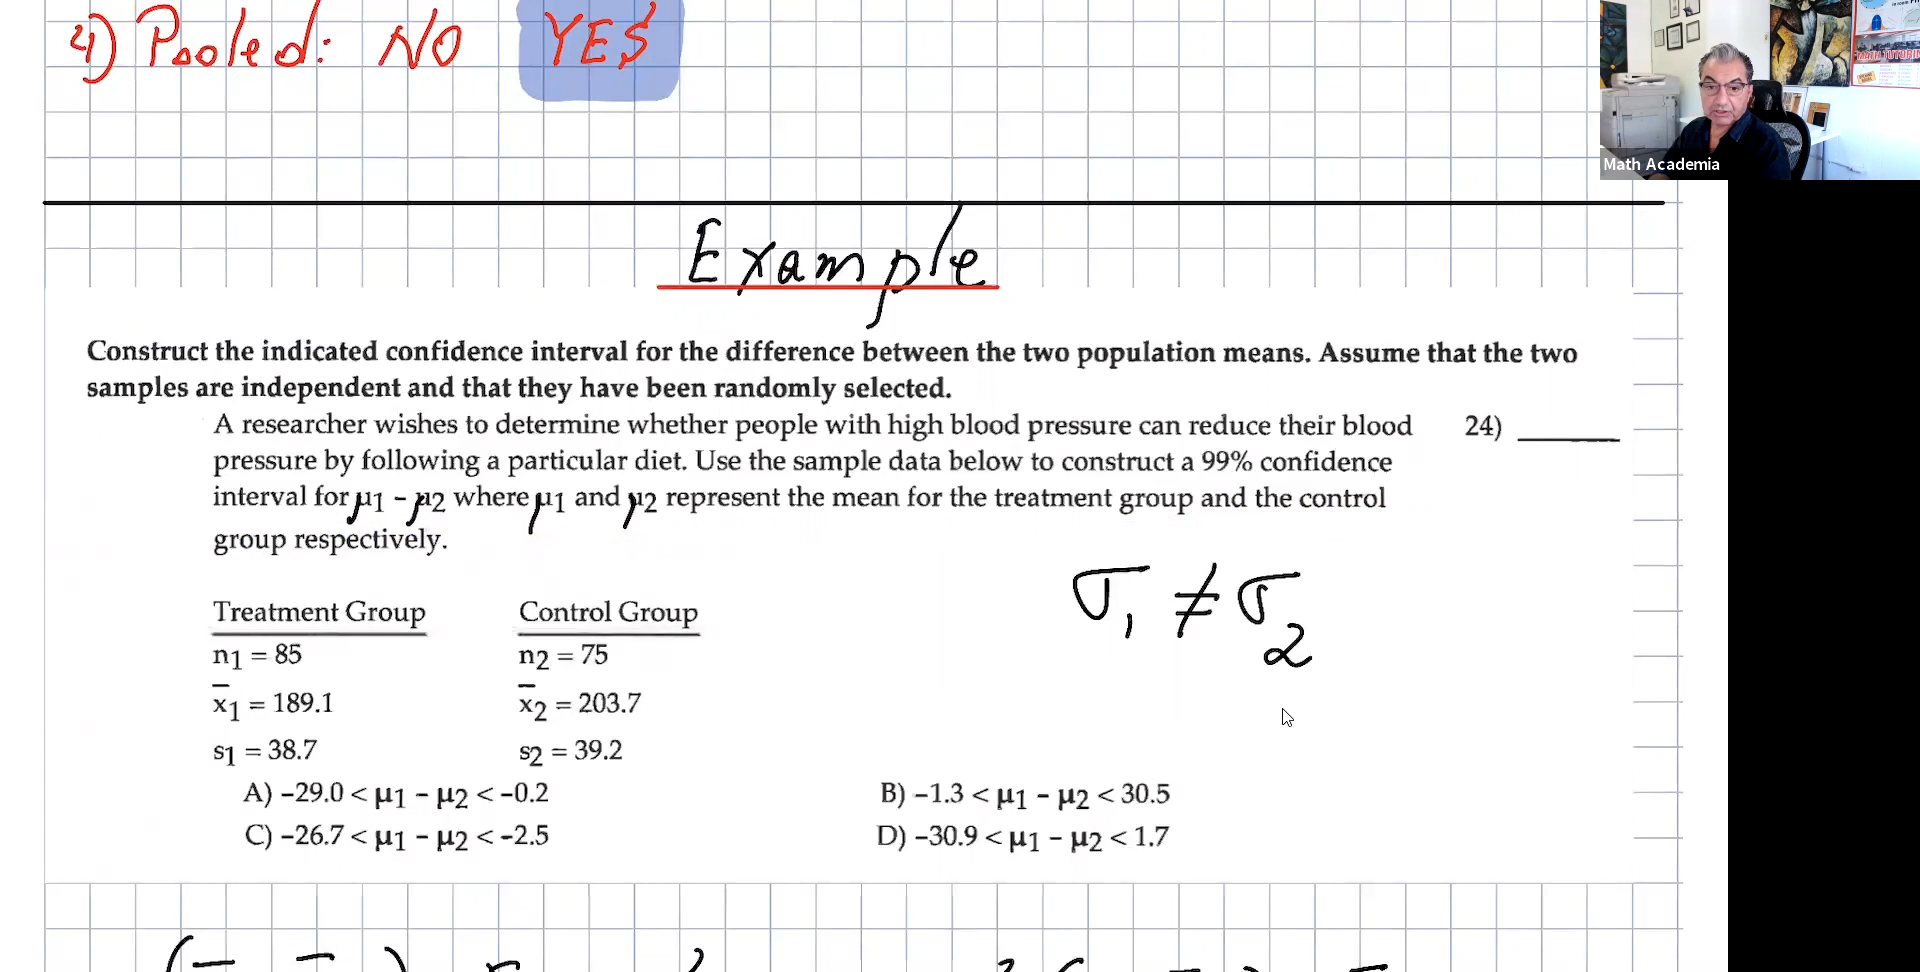 4) Pooled: NO YES
MATH TUTORING
Math Academia
Example
Construct the indicated confidence interval for the difference between the two population means. Assume that the two
samples are independent and that they have been randomly selected.
A researcher wishes to determine whether people with high blood pressure can reduce their blood 24)
pressure by following a particular diet. Use the sample data below to construct a 99% confidence
interval for μ1 - μ2 where μ1 and μ2 represent the mean for the treatment group and the control
group respectively.
σ1 ≠ σ2
Treatment Group Control Group
n1 = 85 n2 = 75
x̅1 = 189.1 x̅2 = 203.7
s1 = 38.7 s2 = 39.2
A) -29.0 < μ1 - μ2 < -0.2 B) -1.3 < μ1 - μ2 < 30.5
C) -26.7 < μ1 - μ2 < -2.5 D) -30.9 < μ1 - μ2 < 1.7